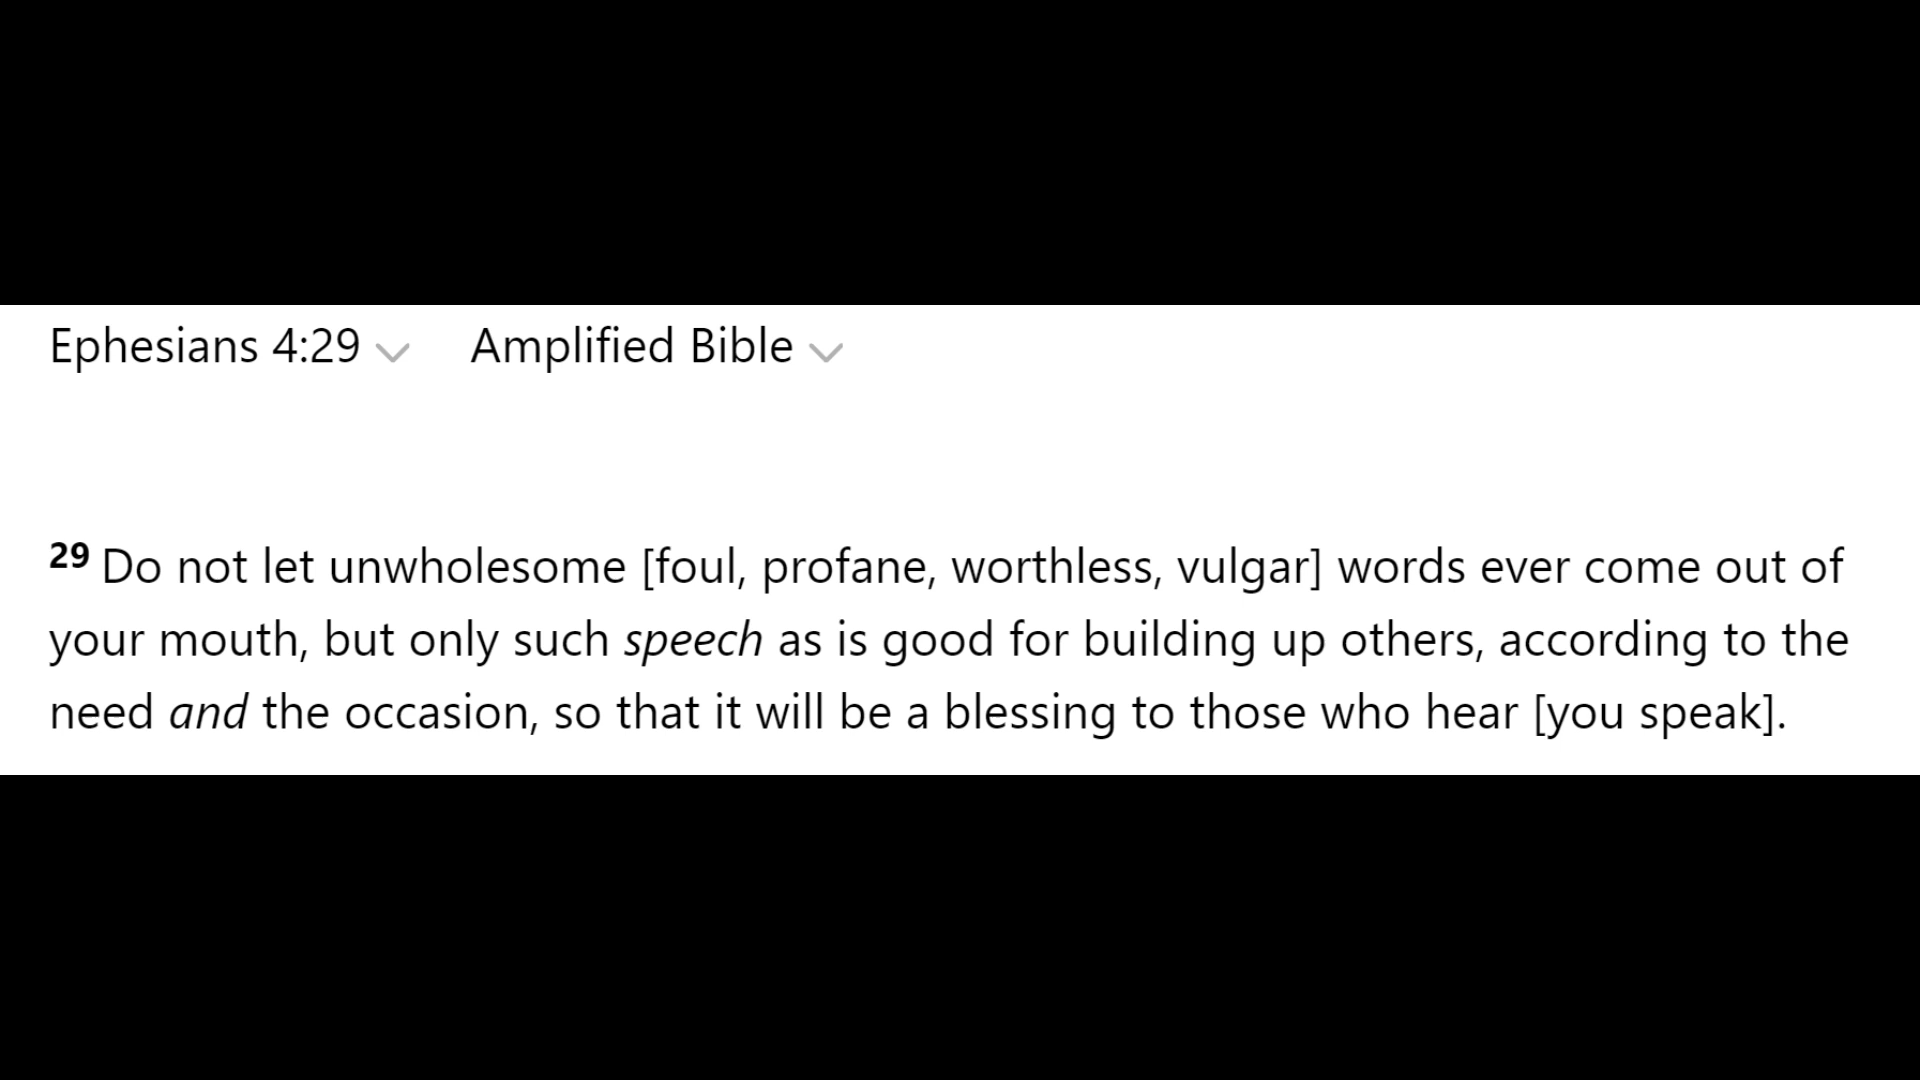 Ephesians 4:29 Amplified Bible
29 Do not let unwholesome [foul, profane, worthless, vulgar] words ever come out of
your mouth, but only such speech as is good for building up others, according to the
need and the occasion, so that it will be a blessing to those who hear [you speak].